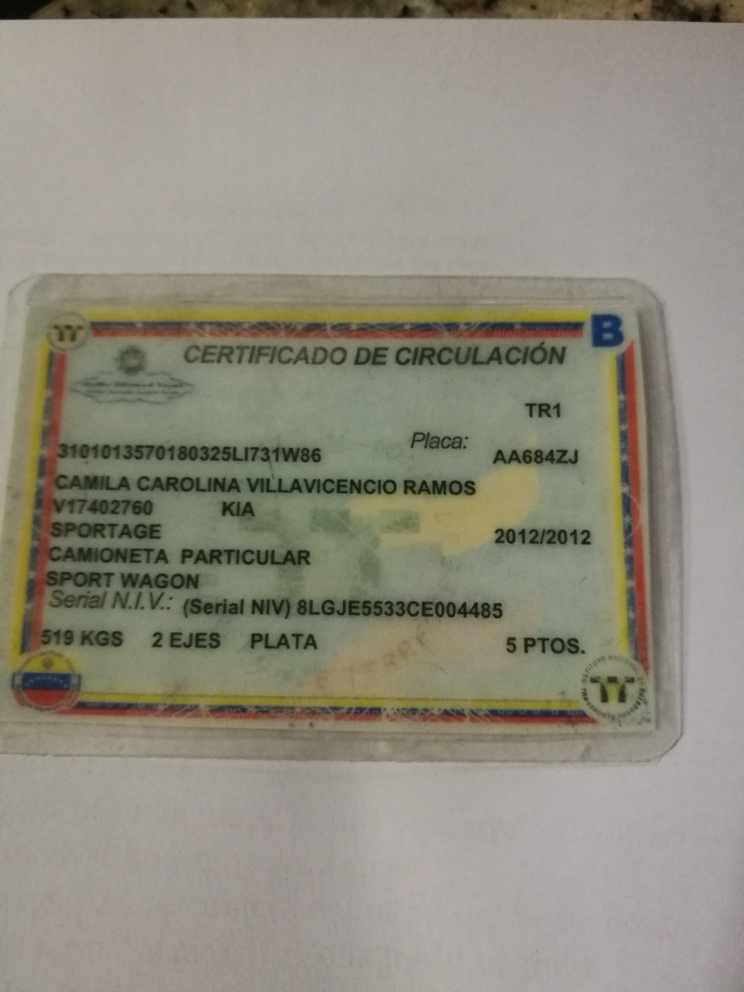 B
CERTIFICADO DE CIRCULACIÓN
TR1
3101013570180325LI731W86 Placa: AA684ZJ
CAMILA CAROLINA VILLAVICENCIO RAMOS
V17402760 KIA
SPORTAGE 2012/2012
CAMIONETA PARTICULAR
SPORT WAGON
Serial N.I.V.: (Serial NIV) 8LGJE5533CE004485
519 KGS 2 EJES PLATA 5 PTOS.